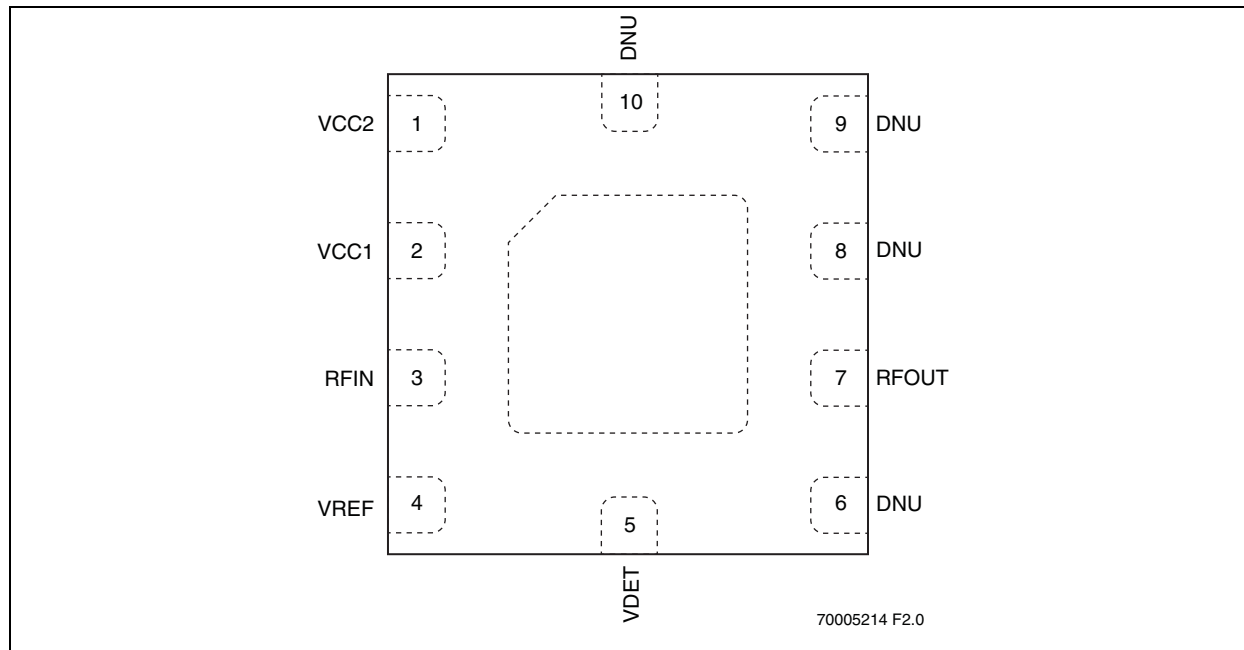 DNU
10
VCC2 1
9 DNU
VCC1 2
8 DNU
RFIN 3
7 RFOUT
VREF 4
6 DNU
5
VDET
70005214 F2.0